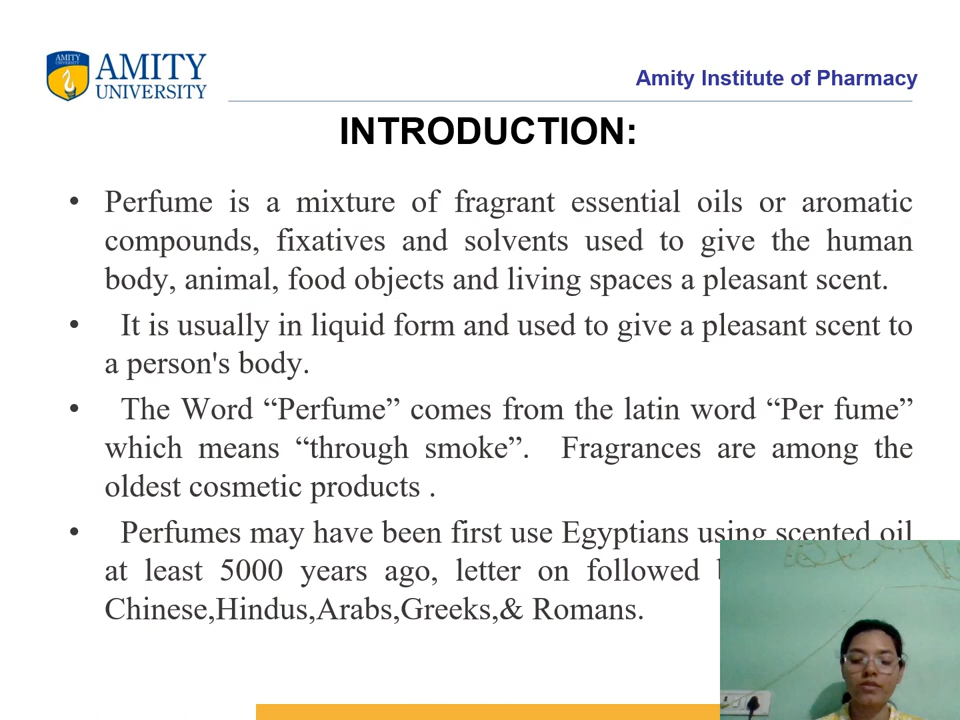 AMITY
UNIVERSITY
Amity Institute of Pharmacy
INTRODUCTION:
• Perfume is a mixture of fragrant essential oils or aromatic
compounds, fixatives and solvents used to give the human
body, animal, food objects and living spaces a pleasant scent.
• It is usually in liquid form and used to give a pleasant scent to
a person's body.
• The Word “Perfume” comes from the latin word “Per fume”
which means “through smoke”. Fragrances are among the
oldest cosmetic products .
• Perfumes may have been first use Egyptians using scented oil
at least 5000 years ago, letter on followed
Chinese,Hindus,Arabs,Greeks,& Romans.